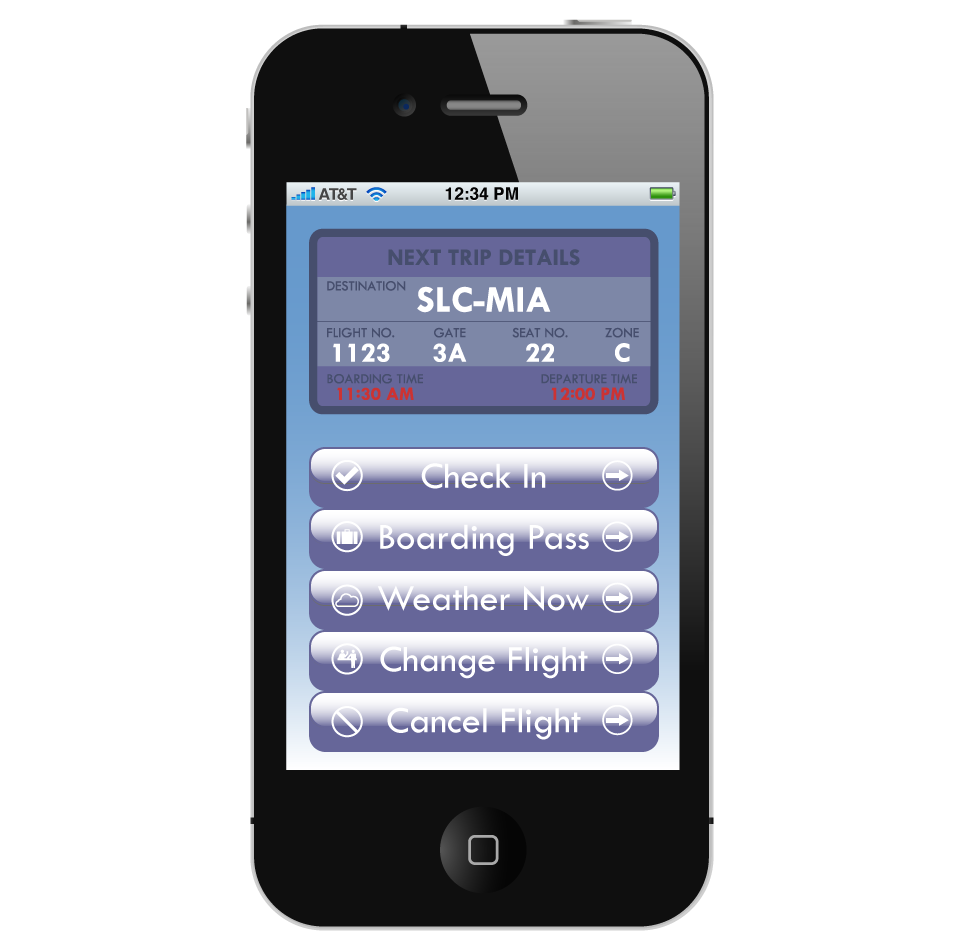 AT&T 12:34 PM
NEXT TRIP DETAILS
DESTINATION SLC-MIA
FLIGHT NO. GATE SEAT NO. ZONE
1123 3A 22 C
BOARDING TIME DEPARTURE TIME
11:30 AM 12:00 PM
Check In
Boarding Pass
Weather Now
Change Flight
Cancel Flight